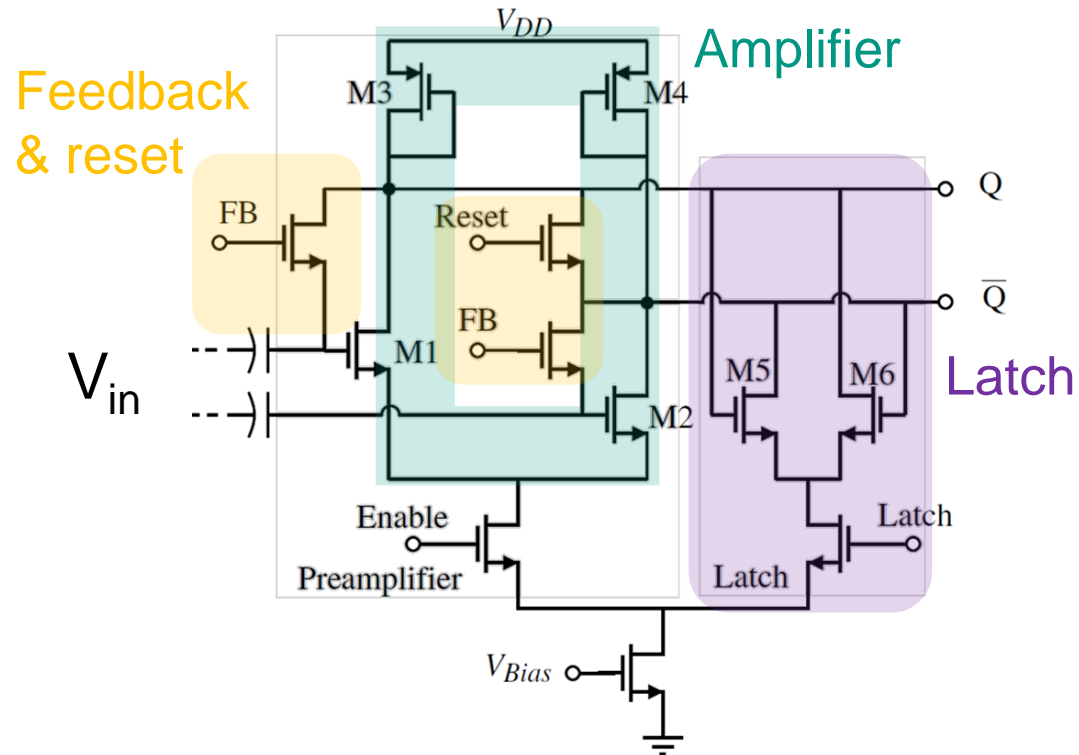 V_DD
Amplifier
Feedback
& reset
M3
M4
FB
Reset
Q
Q̅
FB
V_in
M1
M5
M6
Latch
M2
Enable
Latch
Preamplifier
Latch
V_Bias